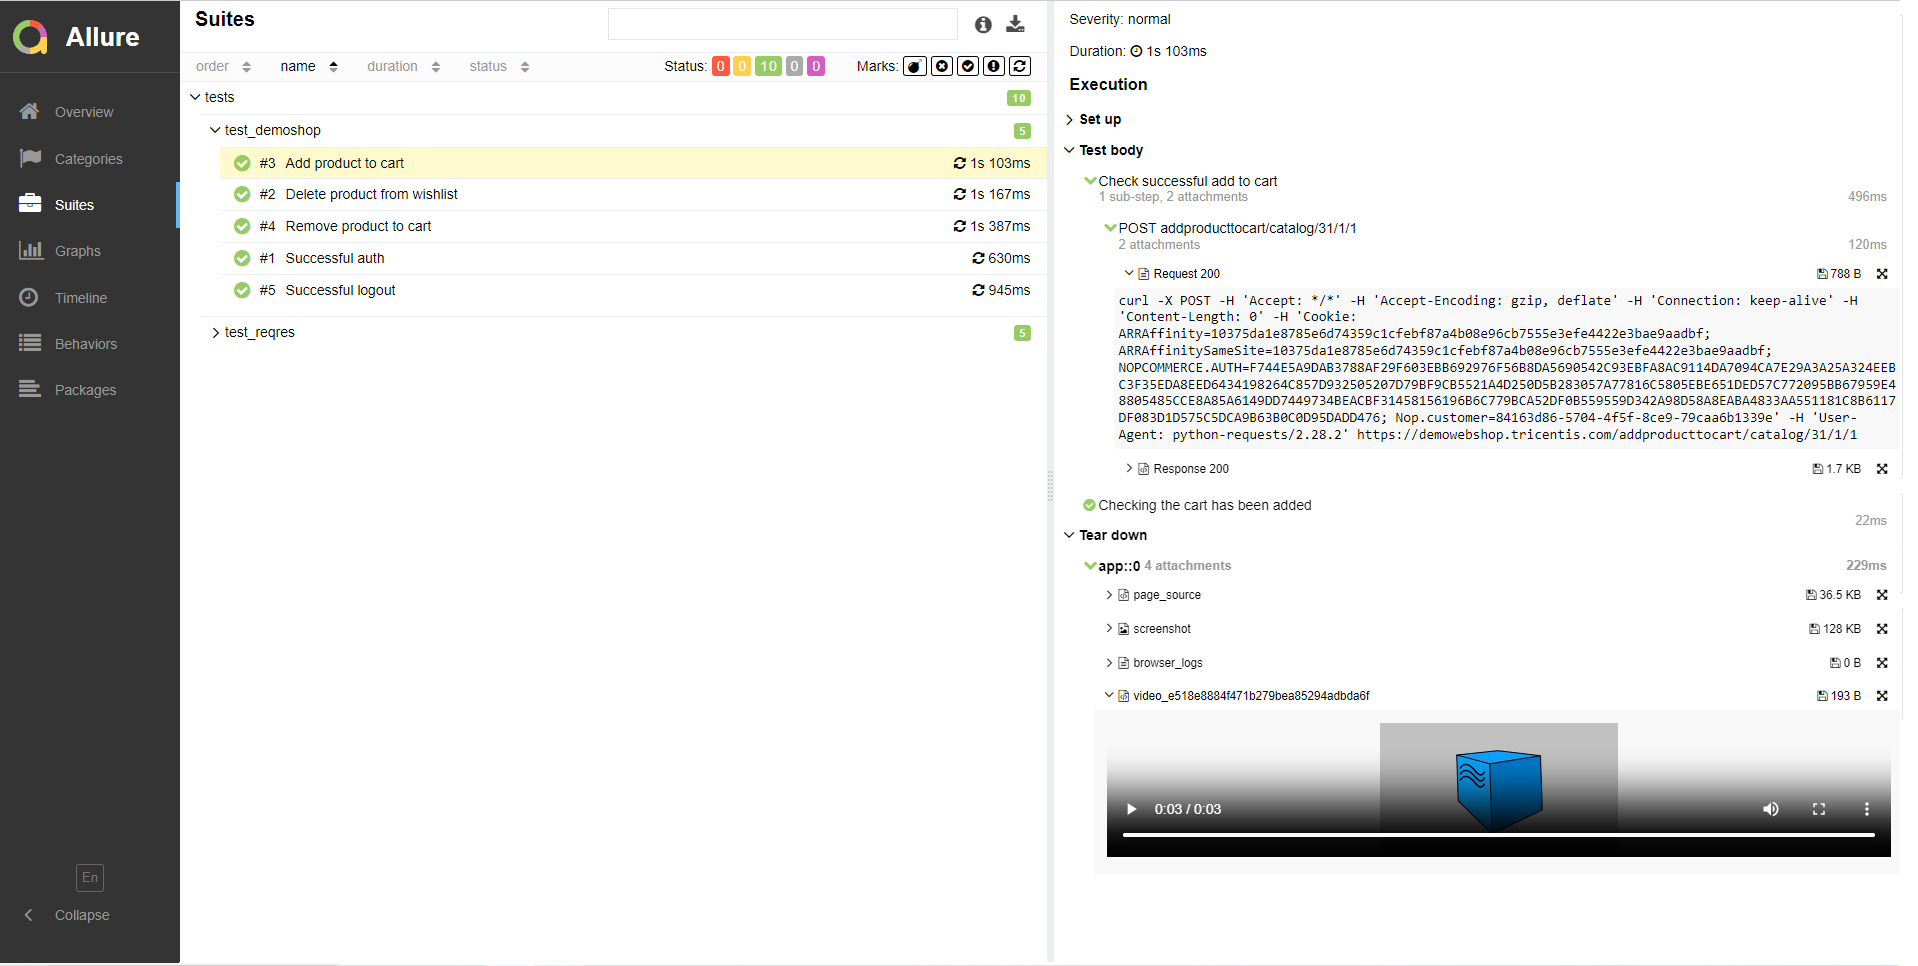 Allure
Overview
Categories
Suites
Graphs
Timeline
Behaviors
Packages
En
Collapse
Suites
order name duration status Status: 0 0 10 0 0 Marks:
tests 10
test_demoshop 5
#3 Add product to cart 1s 103ms
#2 Delete product from wishlist 1s 167ms
#4 Remove product to cart 1s 387ms
#1 Successful auth 630ms
#5 Successful logout 945ms
test_reqres 5
Severity: normal
Duration: 1s 103ms
Execution
Set up
Test body
Check successful add to cart
1 sub-step, 2 attachments 496ms
POST addproducttocart/catalog/31/1/1
2 attachments 120ms
Request 200 788 B
curl -X POST -H 'Accept: */*' -H 'Accept-Encoding: gzip, deflate' -H 'Connection: keep-alive' -H
'Content-Length: 0' -H 'Cookie:
ARRAffinity=10375da1e8785e6d74359c1cfebf87a4b08e96cb7555e3efe4422e3bae9aadbf;
ARRAffinitySameSite=10375da1e8785e6d74359c1cfebf87a4b08e96cb7555e3efe4422e3bae9aadbf;
NOPCOMMERCE.AUTH=F744E5A9DAB3788AF29F603EBB692976F56B8DA5690542C93EBFA8AC9114DA7094CA7E29A3A25A324EEB
C3F35EDA8EED6434198264C857D932505207D79BF9CB5521A4D250D5B283057A77816C5805EBE651DED57C772095BB67959E4
8805485CCE8A85A6149DD7449734BEACBF31458156196B6C779BCA52DF0B559559D342A98D58A8EABA4833AA551181C8B6117
DF083D1D575C5DCA9B63B0C0D95DADD476; Nop.customer=84163d86-5704-4f5f-8ce9-79caa6b1339e' -H 'User-
Agent: python-requests/2.28.2' https://demowebshop.tricentis.com/addproducttocart/catalog/31/1/1
Response 200 1.7 KB
Checking the cart has been added
22ms
Tear down
app::0 4 attachments 229ms
page_source 36.5 KB
screenshot 128 KB
browser_logs 0 B
video_e518e8884f471b279bea85294adbda6f 193 B
0:03 / 0:03